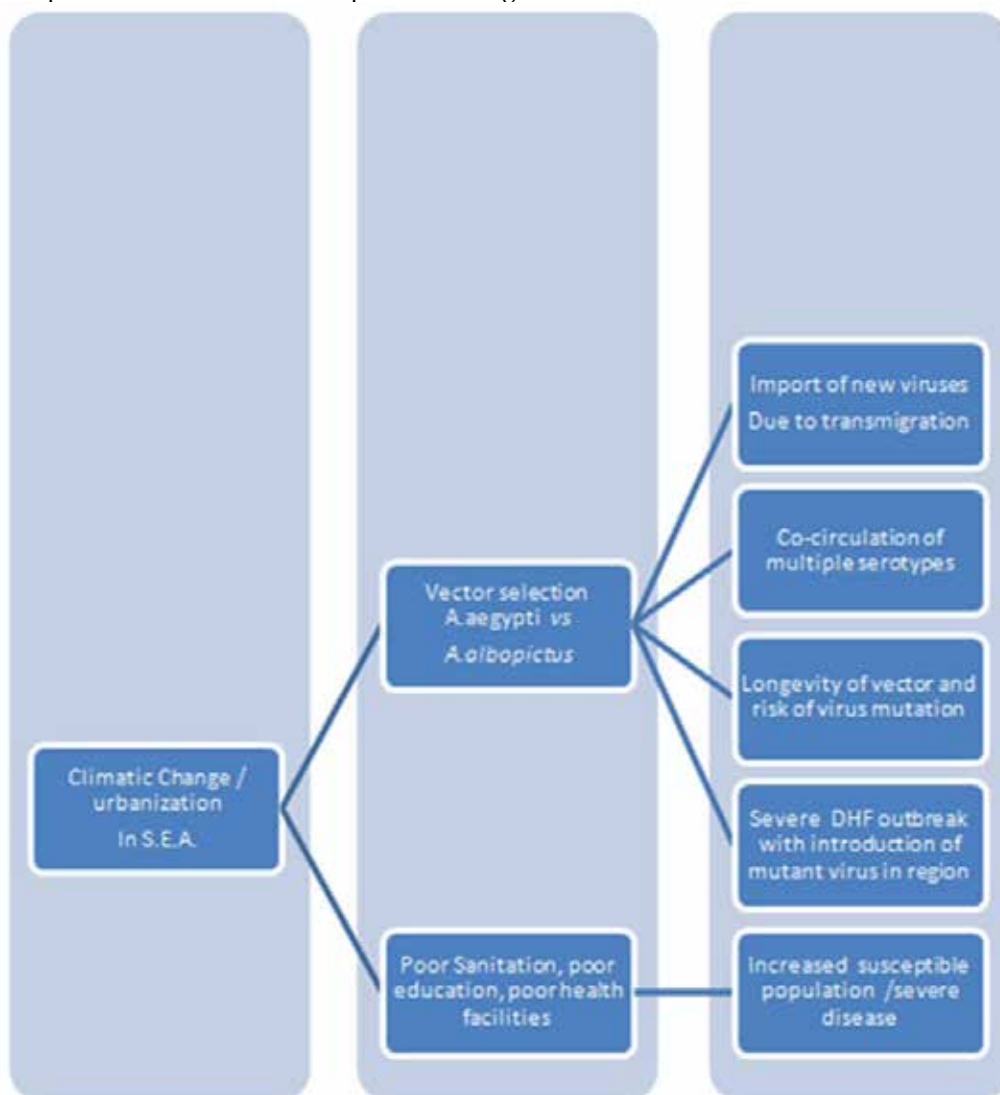 Import of new viruses
Due to transmigration
Co-circulation of
multiple serotypes
Vector selection
A.aegypti vs
A.albopictus
Longevity of vector and
risk of virus mutation
Climatic Change /
urbanization
In S.E.A.
Severe DHF outbreak
with introduction of
mutant virus in region
Poor Sanitation, poor
education, poor health
facilities
Increased susceptible
population /severe
disease